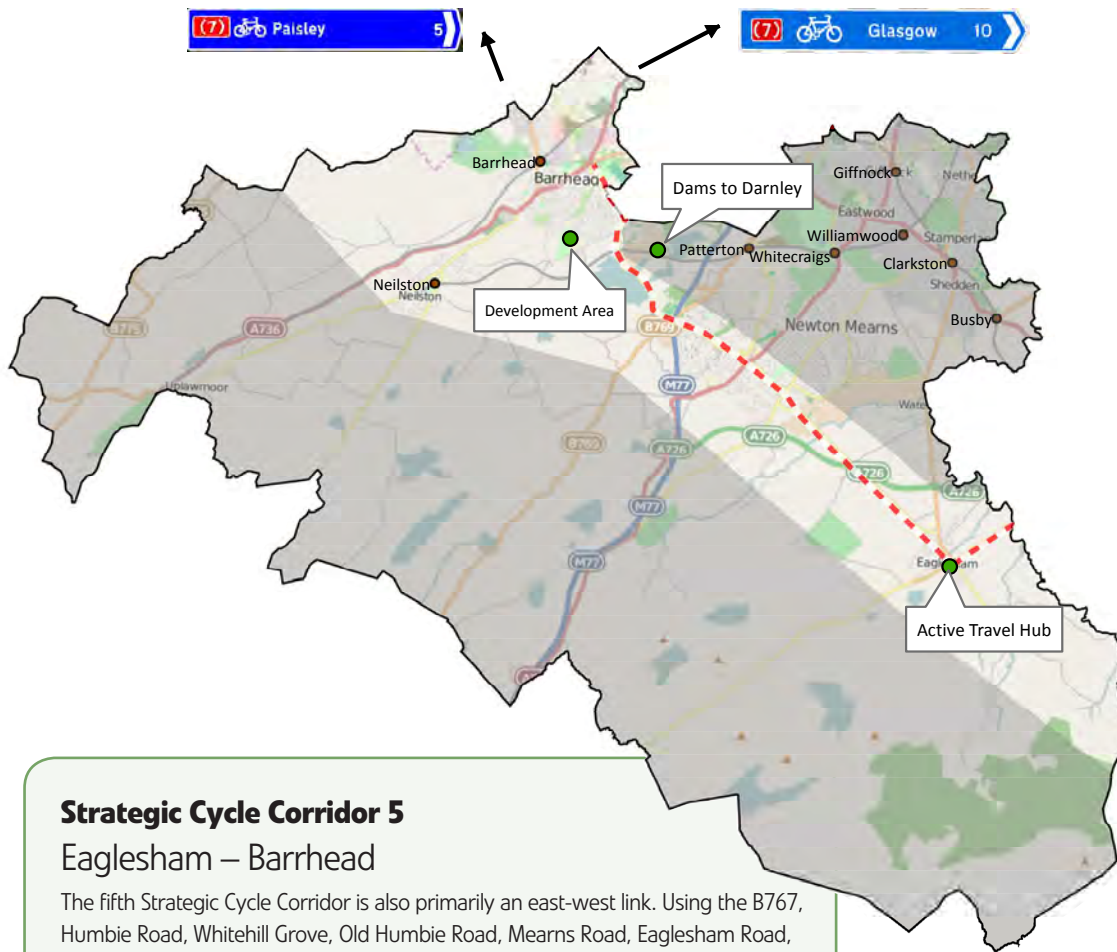 (7) Paisley 5
(7) Glasgow 10
Barrhead
Barrhead
Dams to Darnley
Giffnock
Eastwood
Williamwood
Stamperlan
Patterton
Whitecraigs
Clarkston
Shedden
Neilston
Neilston
Development Area
Busby
Newton Mearns
B769
A736
B775
Uplawmoor
M77
B769
A726
A726
A726
A726
M77
M77
Eaglesham
Active Travel Hub
Strategic Cycle Corridor 5
Eaglesham – Barrhead
The fifth Strategic Cycle Corridor is also primarily an east-west link. Using the B767,
Humbie Road, Whitehill Grove, Old Humbie Road, Mearns Road, Eaglesham Road,